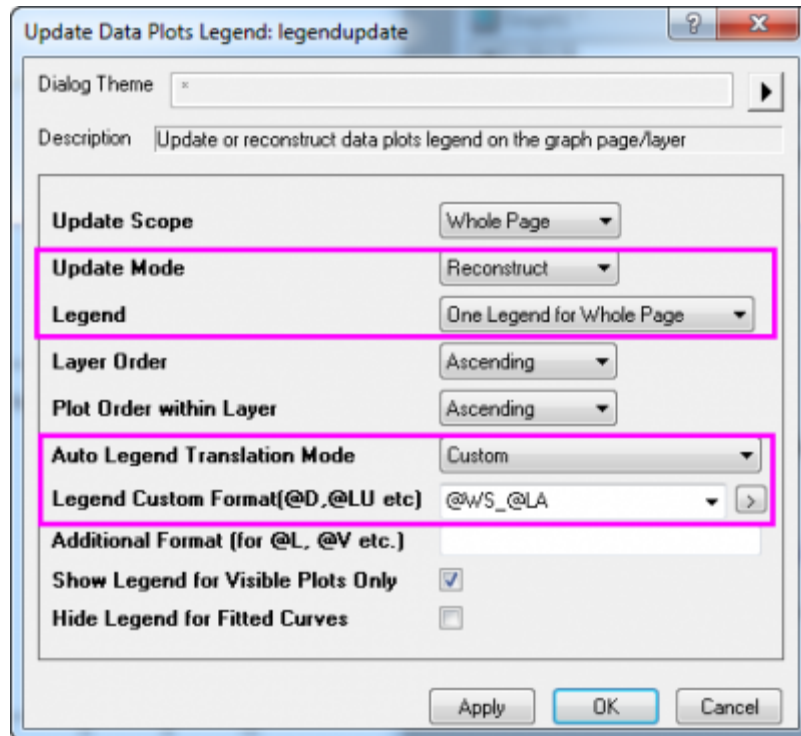 Update Data Plots Legend: legendupdate
Dialog Theme *
Description Update or reconstruct data plots legend on the graph page/layer
Update Scope Whole Page
Update Mode Reconstruct
Legend One Legend for Whole Page
Layer Order Ascending
Plot Order within Layer Ascending
Auto Legend Translation Mode Custom
Legend Custom Format(@D,@LU etc) @WS_@LA >
Additional Format (for @L, @V etc.)
Show Legend for Visible Plots Only
Hide Legend for Fitted Curves
Apply OK Cancel